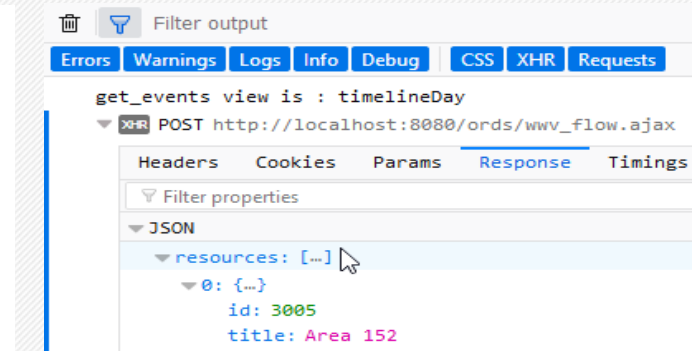 Filter output
Errors Warnings Logs Info Debug CSS XHR Requests
get_events view is : timelineDay
XHR POST http://localhost:8080/ords/wwv_flow.ajax
Headers Cookies Params Response Timings
Filter properties
JSON
resources: […]
0: {…}
id: 3005
title: Area 152